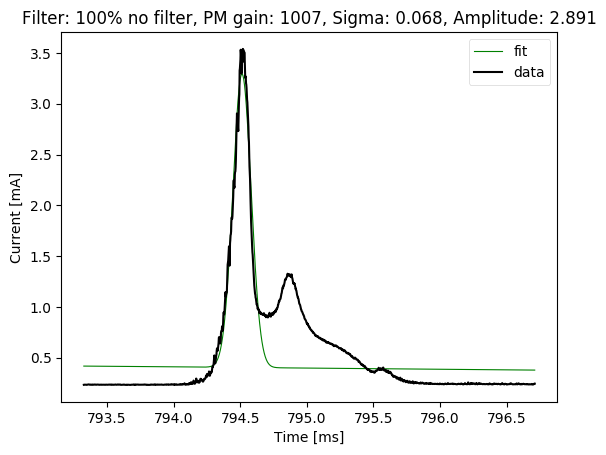 Filter: 100% no filter, PM gain: 1007, Sigma: 0.068, Amplitude: 2.891
fit
data
3.5
3.0
2.5
2.0
1.5
1.0
0.5
Current [mA]
793.5 794.0 794.5 795.0 795.5 796.0 796.5
Time [ms]